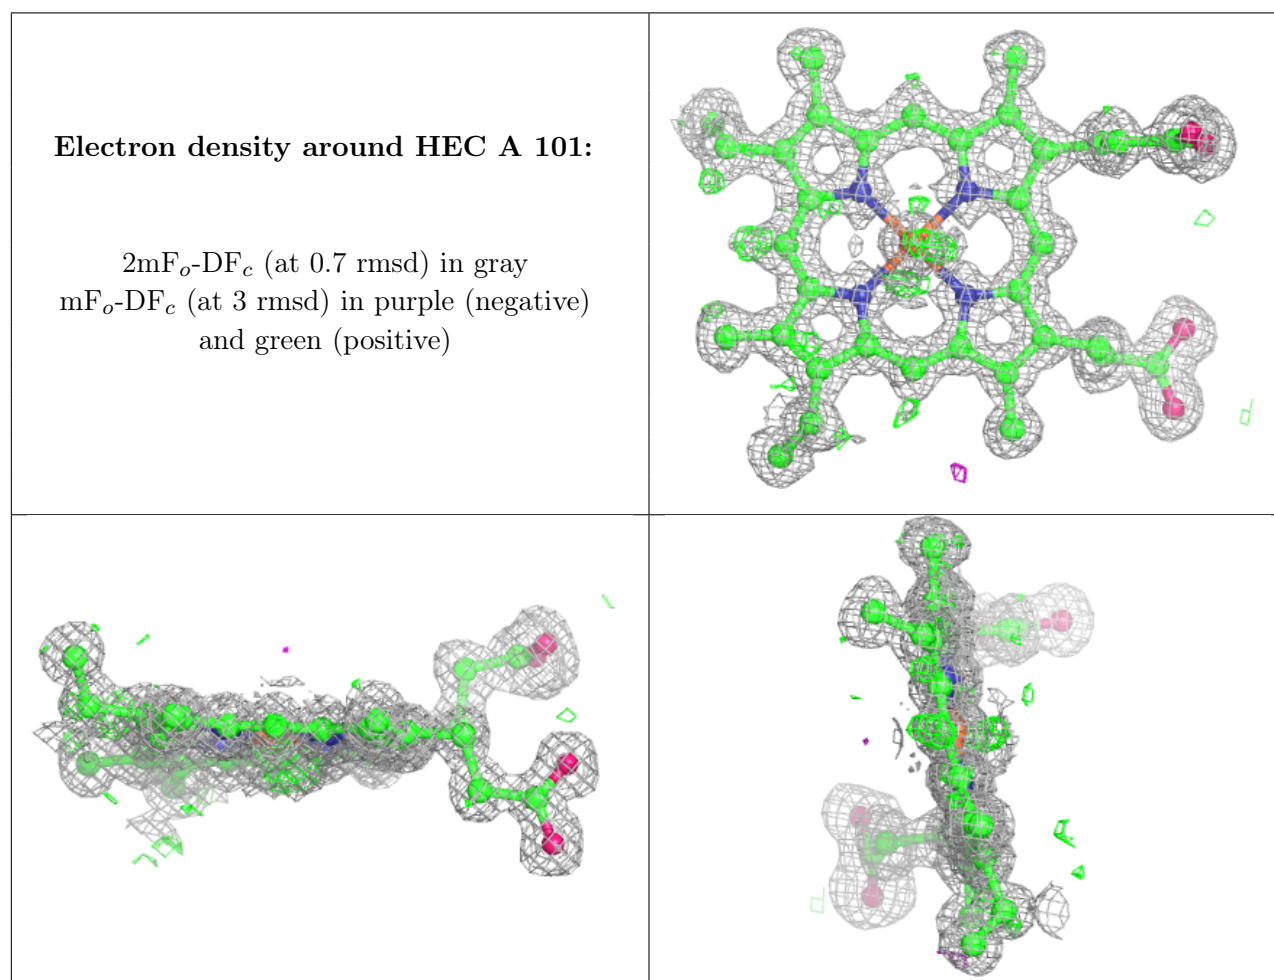 Electron density around HEC A 101:
2mFo-DFc (at 0.7 rmsd) in gray
mFo-DFc (at 3 rmsd) in purple (negative)
and green (positive)